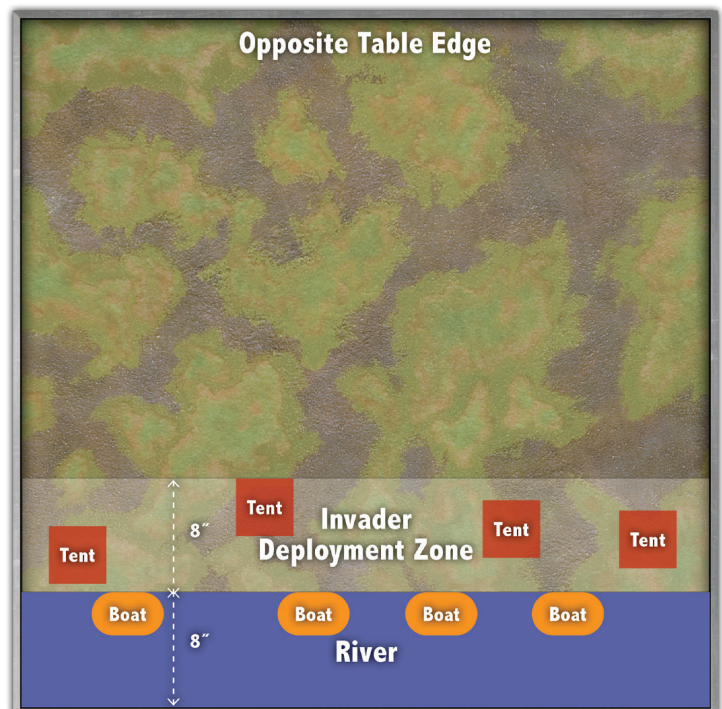 Opposite Table Edge
Tent
8″
Invader
Deployment Zone
Tent
Tent
Tent
Boat
Boat
Boat
Boat
8″
River